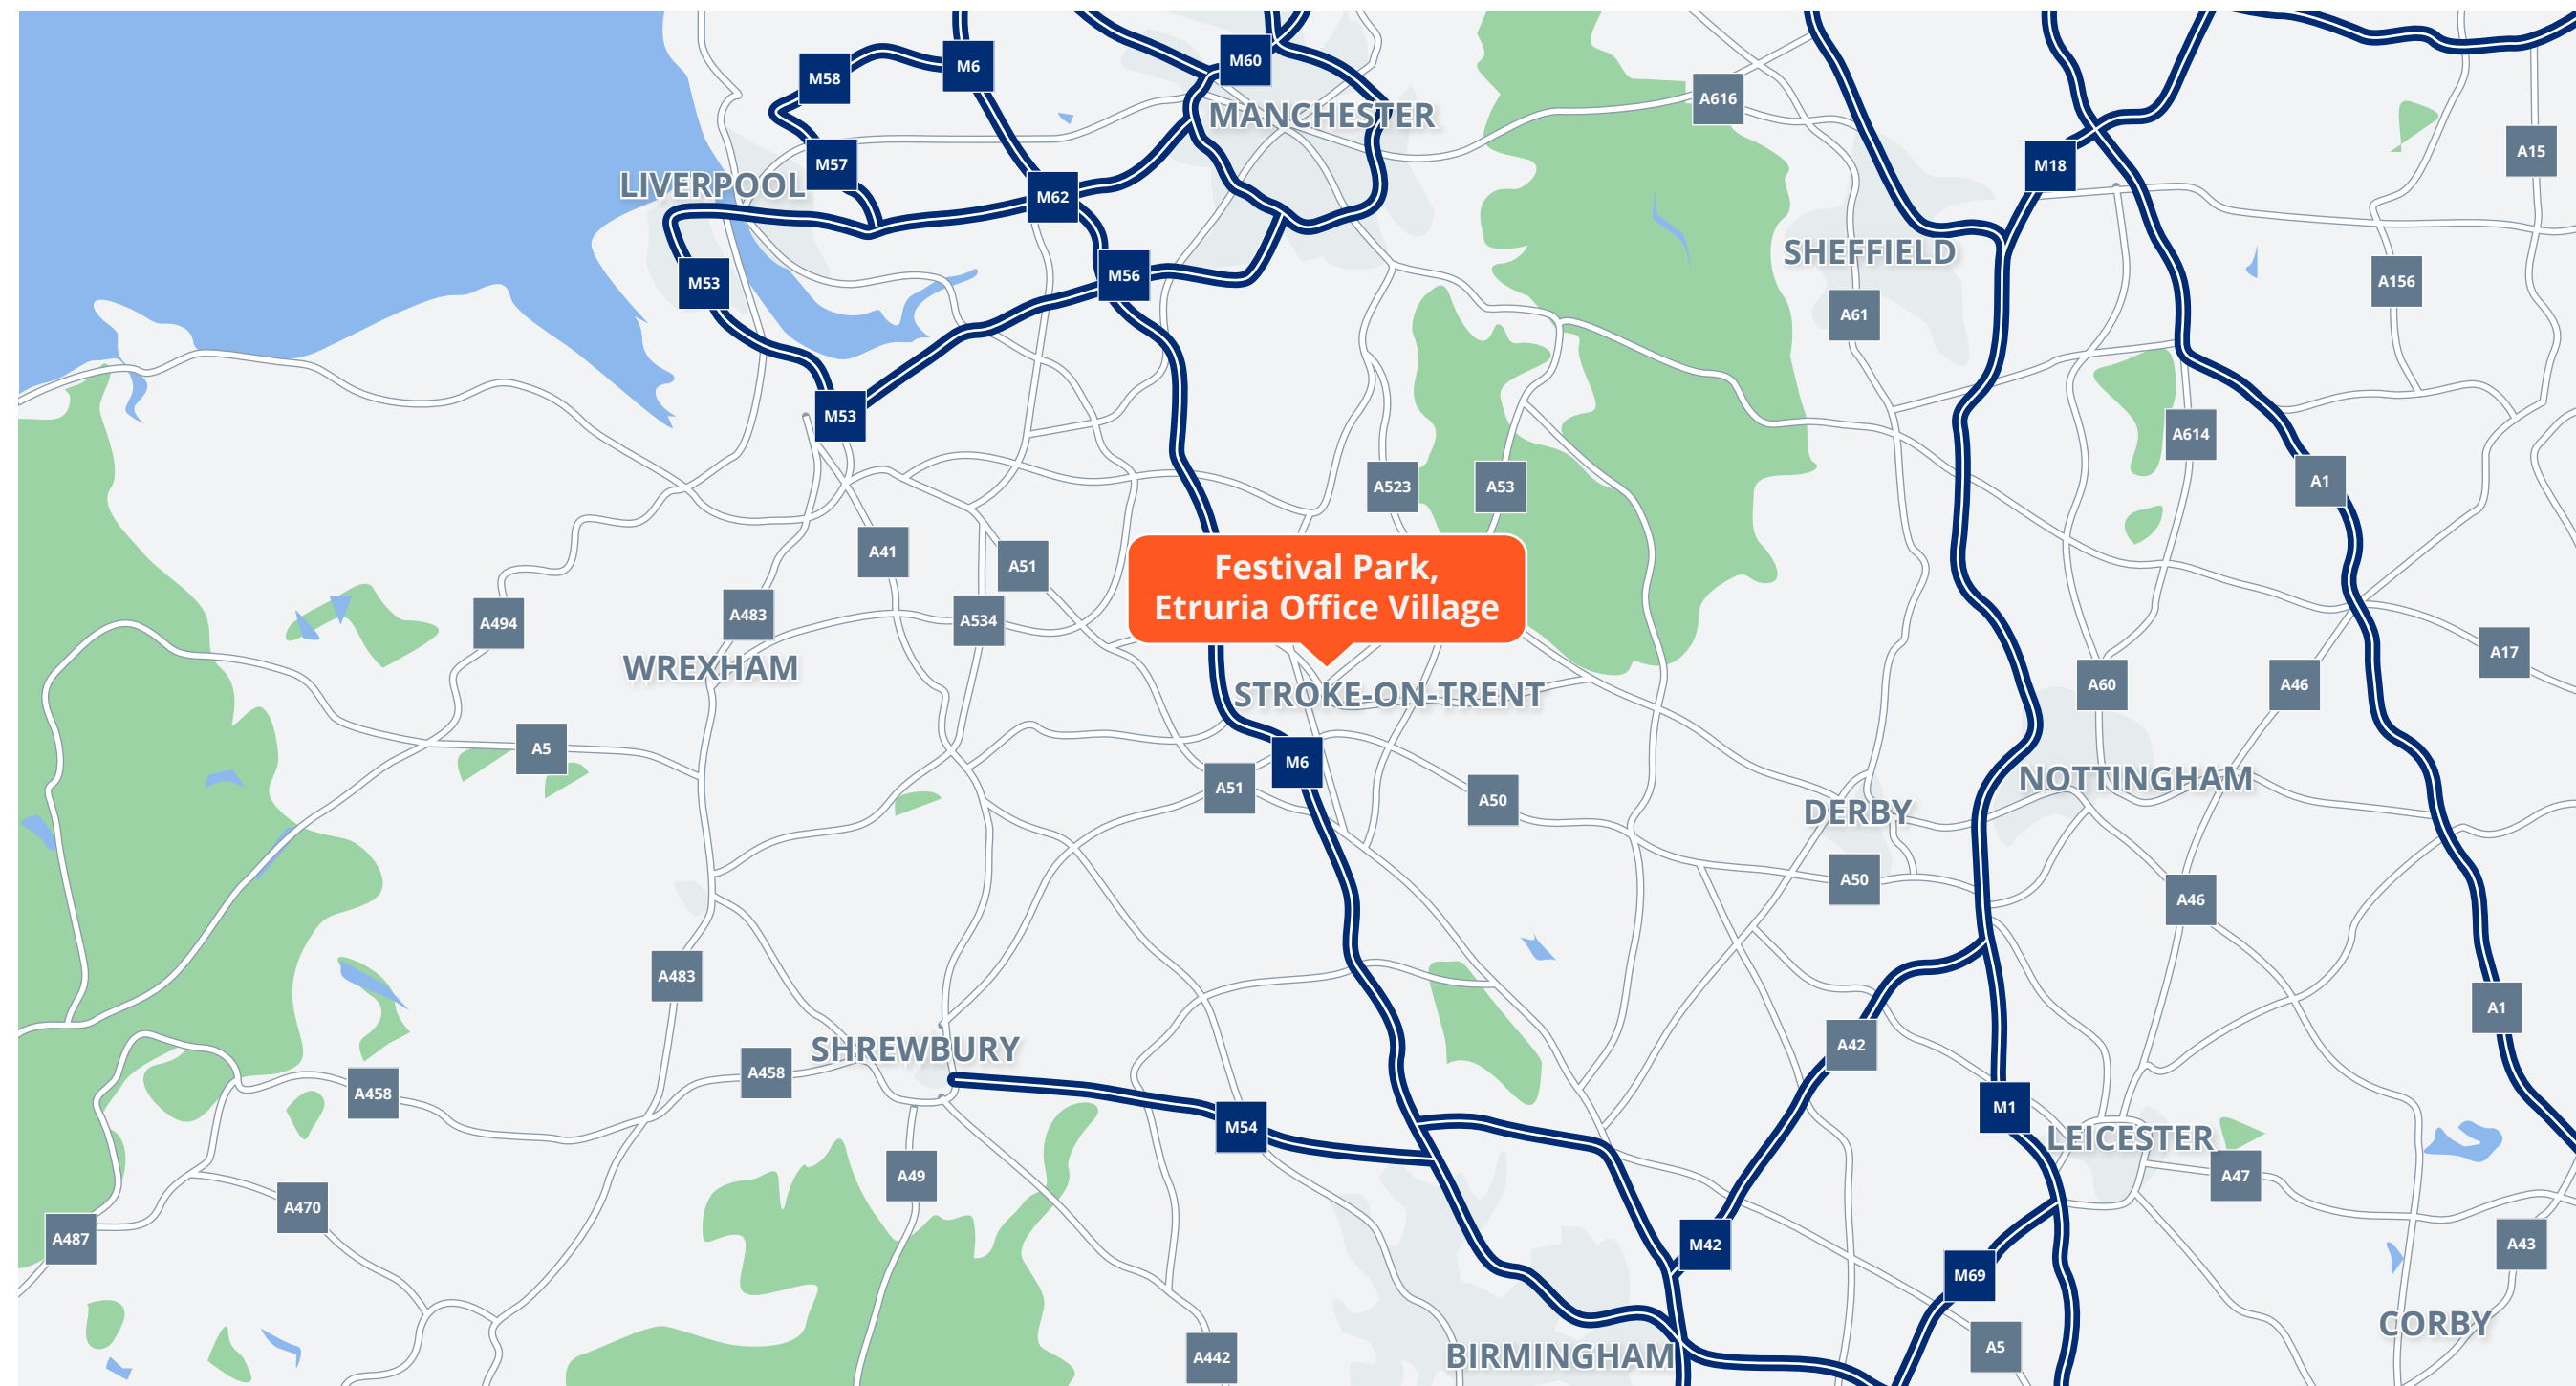 M6
M60
M58
A616
MANCHESTER
A15
M57
M18
LIVERPOOL
M62
SHEFFIELD
M56
M53
A156
A61
M53
A614
A1
A523
A53
A41
A51
Festival Park,
Etruria Office Village
A483
A534
A494
A17
WREXHAM
A60
A46
STROKE-ON-TRENT
A5
M6
NOTTINGHAM
A51
A50
DERBY
A50
A46
A483
A1
A42
SHREWBURY
A458
A458
M1
M54
LEICESTER
A49
A47
A470
A487
M42
A43
M69
CORBY
A5
BIRMINGHAM
A442